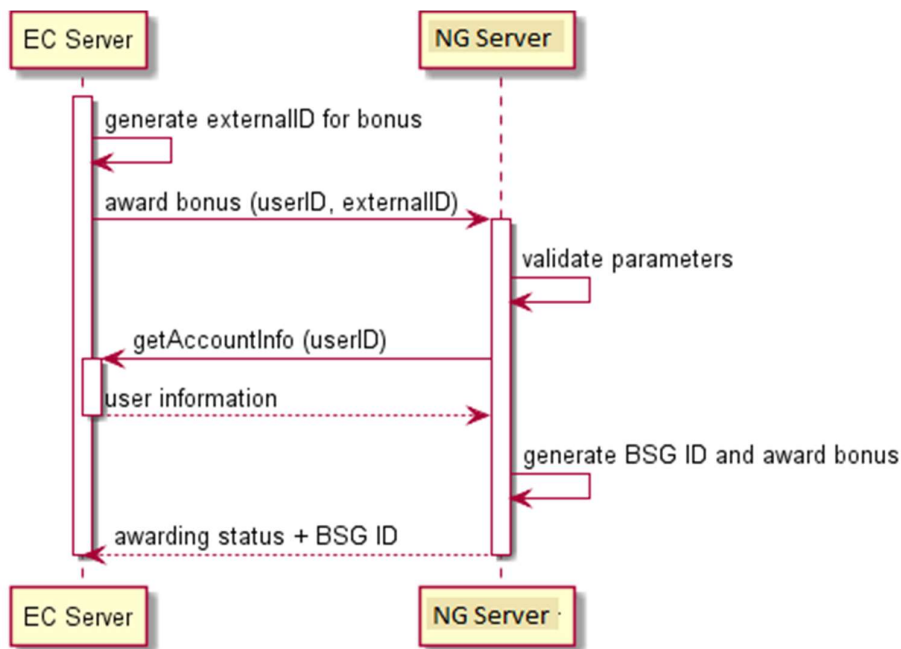 EC Server
NG Server
generate externalID for bonus
award bonus (userID, externalID)
validate parameters
getAccountInfo (userID)
user information
generate BSG ID and award bonus
awarding status + BSG ID
EC Server
NG Server